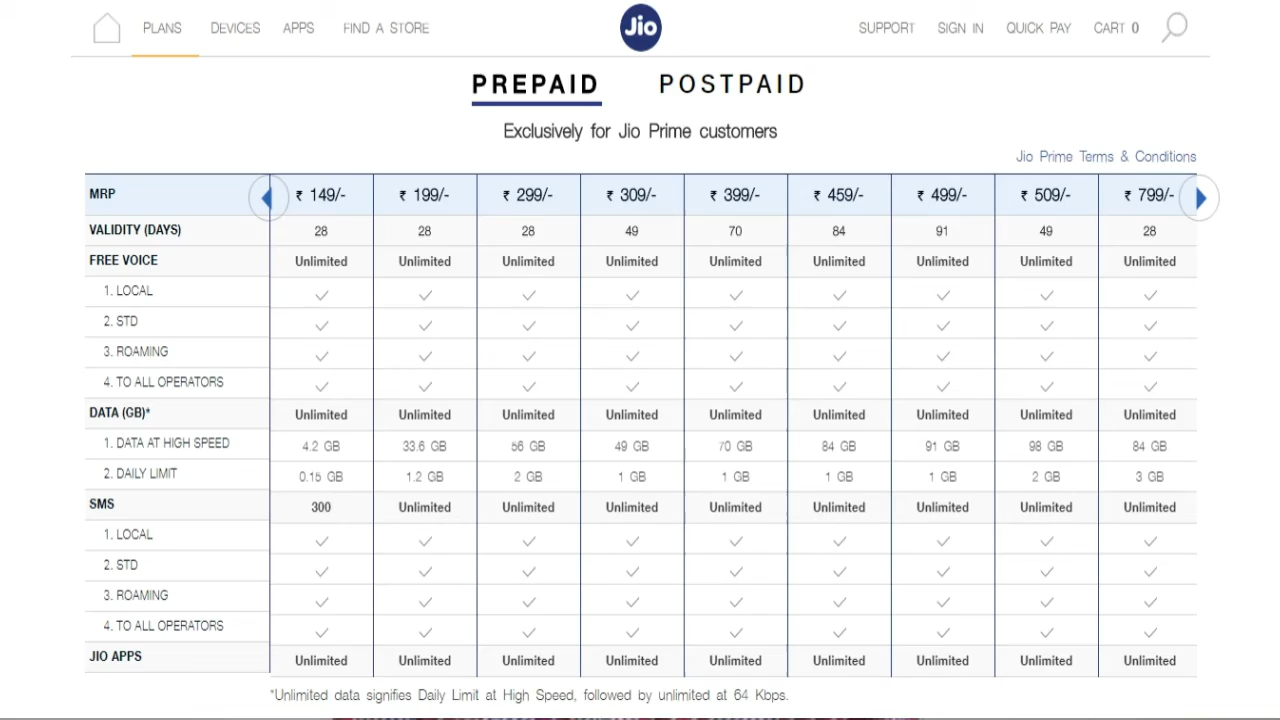 PLANS DEVICES APPS FIND A STORE Jio SUPPORT SIGN IN QUICK PAY CART 0
PREPAID POSTPAID
Exclusively for Jio Prime customers
Jio Prime Terms & Conditions
MRP ₹ 149/- ₹ 199/- ₹ 299/- ₹ 309/- ₹ 399/- ₹ 459/- ₹ 499/- ₹ 509/- ₹ 799/-
VALIDITY (DAYS) 28 28 28 49 70 84 91 49 28
FREE VOICE Unlimited Unlimited Unlimited Unlimited Unlimited Unlimited Unlimited Unlimited Unlimited
1. LOCAL
2. STD
3. ROAMING
4. TO ALL OPERATORS
DATA (GB)* Unlimited Unlimited Unlimited Unlimited Unlimited Unlimited Unlimited Unlimited Unlimited
1. DATA AT HIGH SPEED 4.2 GB 33.6 GB 56 GB 49 GB 70 GB 84 GB 91 GB 98 GB 84 GB
2. DAILY LIMIT 0.15 GB 1.2 GB 2 GB 1 GB 1 GB 1 GB 1 GB 2 GB 3 GB
SMS 300 Unlimited Unlimited Unlimited Unlimited Unlimited Unlimited Unlimited Unlimited
1. LOCAL
2. STD
3. ROAMING
4. TO ALL OPERATORS
JIO APPS Unlimited Unlimited Unlimited Unlimited Unlimited Unlimited Unlimited Unlimited Unlimited
*Unlimited data signifies Daily Limit at High Speed, followed by unlimited at 64 Kbps.